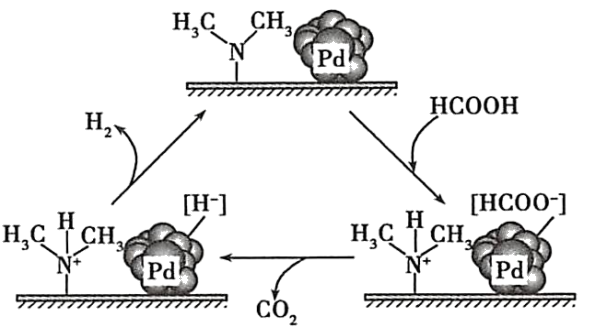 H₃C CH₃
N
Pd
H₂
HCOOH
[H⁻]
[HCOO⁻]
H
H₃C CH₃
N⁺
Pd
H
H₃C CH₃
N⁺
Pd
CO₂